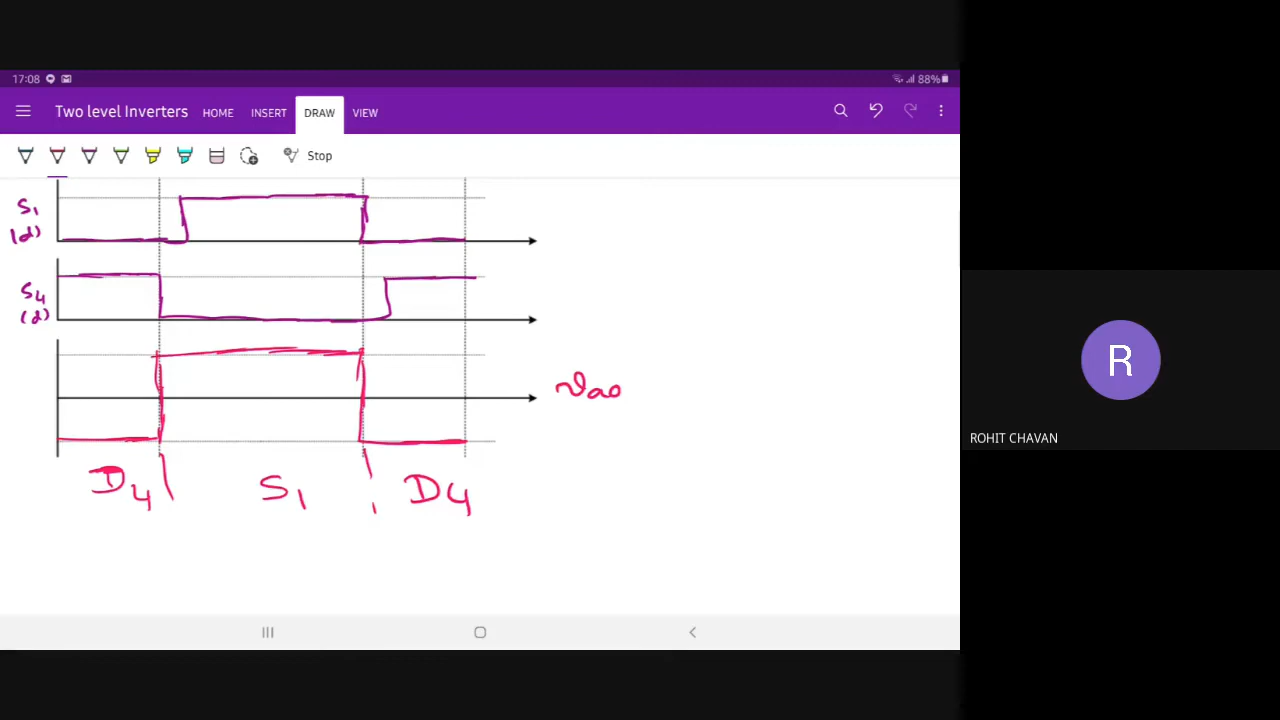 17:08 88%
Two level Inverters HOME INSERT DRAW VIEW
Stop
S1
(d)
S4
(d)
vao
D4 S1 D4
R
ROHIT CHAVAN